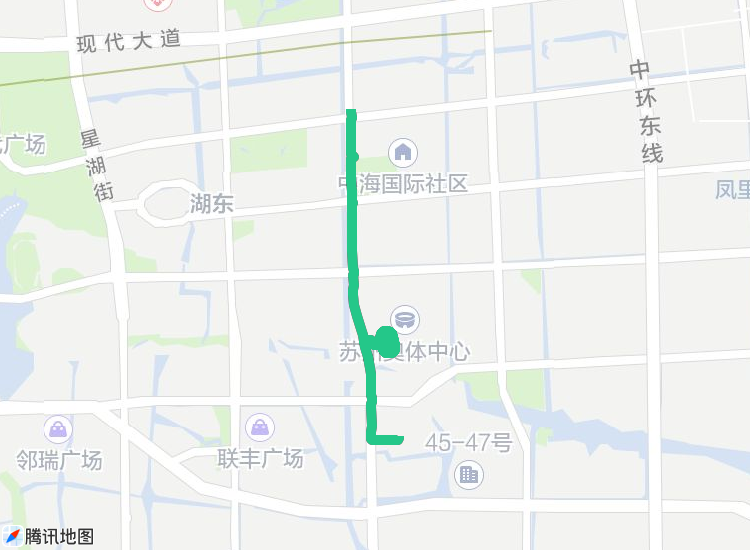 现代大道
中环东线
星湖街
广场
中海国际社区
湖东
凤里
苏州奥体中心
45-47号
邻瑞广场
联丰广场
腾讯地图